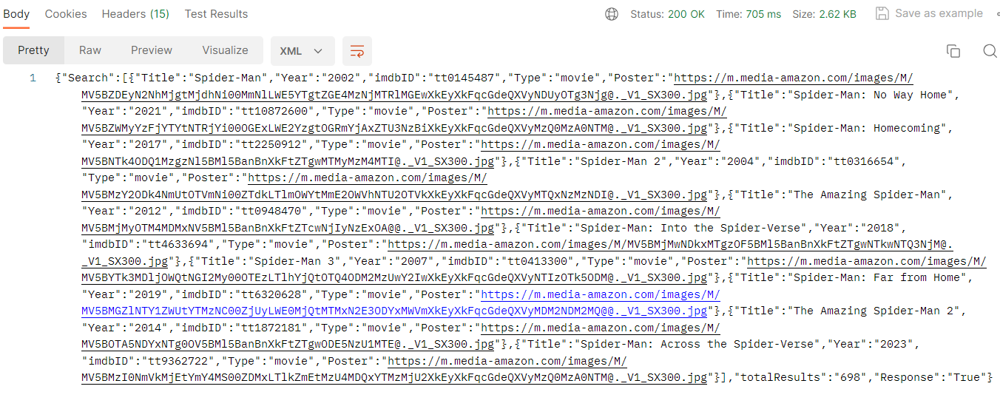 Body Cookies Headers (15) Test Results Status: 200 OK Time: 705 ms Size: 2.62 KB Save as example
Pretty Raw Preview Visualize XML
1 {"Search":[{"Title":"Spider-Man","Year":"2002","imdbID":"tt0145487","Type":"movie","Poster":"https://m.media-amazon.com/images/M/
MV5BZDEyN2NhMjgtMjdhNi00MmNlLWE5YTgtZGE4MzNjMTRlMGEwXkEyXkFqcGdeQXVyNDUyOTg3Njg@._V1_SX300.jpg"},{"Title":"Spider-Man: No Way Home",
"Year":"2021","imdbID":"tt10872600","Type":"movie","Poster":"https://m.media-amazon.com/images/M/
MV5BZWMyYzFjYTYtNTRjYi00OGExLWE2YzgtOGRmYjAxZTU3NzBiXkEyXkFqcGdeQXVyMzQ0MzA0NTM@._V1_SX300.jpg"},{"Title":"Spider-Man: Homecoming",
"Year":"2017","imdbID":"tt2250912","Type":"movie","Poster":"https://m.media-amazon.com/images/M/
MV5BNTk4ODQ1MzgzNl5BMl5BanBnXkFtZTgwMTMyMzM4MTI@._V1_SX300.jpg"},{"Title":"Spider-Man 2","Year":"2004","imdbID":"tt0316654",
"Type":"movie","Poster":"https://m.media-amazon.com/images/M/
MV5BMzY2ODk4NmUtOTVmNi00ZTdkLTlmOWYtMmE2OWVhNTU2OTVkXkEyXkFqcGdeQXVyMTQxNzMzNDI@._V1_SX300.jpg"},{"Title":"The Amazing Spider-Man",
"Year":"2012","imdbID":"tt0948470","Type":"movie","Poster":"https://m.media-amazon.com/images/M/
MV5BMjMyOTM4MDMxNV5BMl5BanBnXkFtZTcwNjIyNzExOA@@._V1_SX300.jpg"},{"Title":"Spider-Man: Into the Spider-Verse","Year":"2018",
"imdbID":"tt4633694","Type":"movie","Poster":"https://m.media-amazon.com/images/M/MV5BMjMwNDkxMTgzOF5BMl5BanBnXkFtZTgwNTkwNTQ3NjM@.
_V1_SX300.jpg"},{"Title":"Spider-Man 3","Year":"2007","imdbID":"tt0413300","Type":"movie","Poster":"https://m.media-amazon.com/images/M/
MV5BYTk3MDljOWQtNGI2My00OTEzLTlhYjQtOTQ4ODM2MzUwY2IwXkEyXkFqcGdeQXVyNTIzOTk5ODM@._V1_SX300.jpg"},{"Title":"Spider-Man: Far from Home",
"Year":"2019","imdbID":"tt6320628","Type":"movie","Poster":"https://m.media-amazon.com/images/M/
MV5BMGZlNTY1ZWUtYTMzNC00ZjUyLWE0MjQtMTMxN2E3ODYxMWVmXkEyXkFqcGdeQXVyMDM2NDM2MQ@@._V1_SX300.jpg"},{"Title":"The Amazing Spider-Man 2",
"Year":"2014","imdbID":"tt1872181","Type":"movie","Poster":"https://m.media-amazon.com/images/M/
MV5BOTA5NDYxNTg0OV5BMl5BanBnXkFtZTgwODE5NzU1MTE@._V1_SX300.jpg"},{"Title":"Spider-Man: Across the Spider-Verse","Year":"2023",
"imdbID":"tt9362722","Type":"movie","Poster":"https://m.media-amazon.com/images/M/
MV5BMzI0NmVkMjEtYmY4MS00ZDMxLTlkZmEtMzU4MDQxYTMzMjU2XkEyXkFqcGdeQXVyMzQ0MzA0NTM@._V1_SX300.jpg"}],"totalResults":"698","Response":"True"}